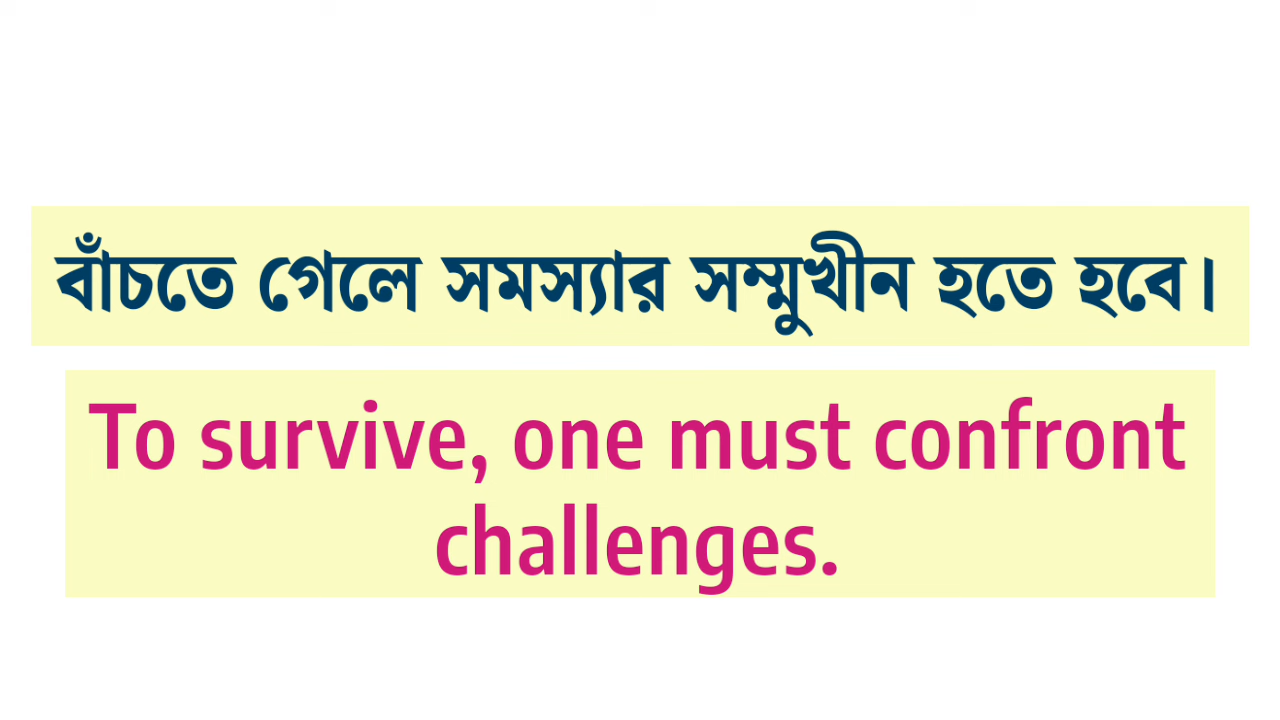 বাঁচতে গেলে সমস্যার সম্মুখীন হতে হবে।
To survive, one must confront
challenges.